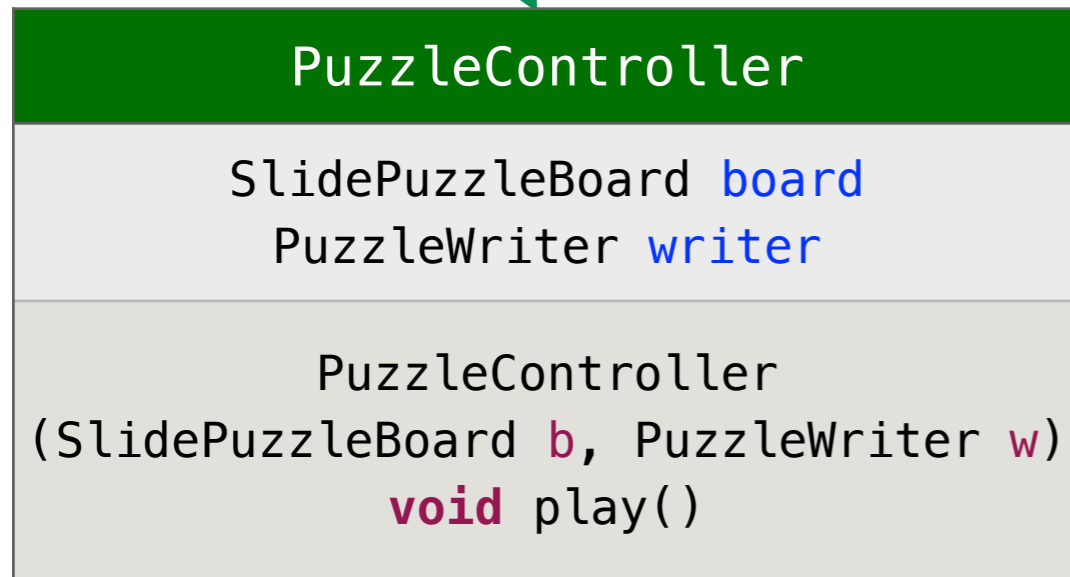 PuzzleController
SlidePuzzleBoard board
PuzzleWriter writer
PuzzleController
(SlidePuzzleBoard b, PuzzleWriter w)
void play()